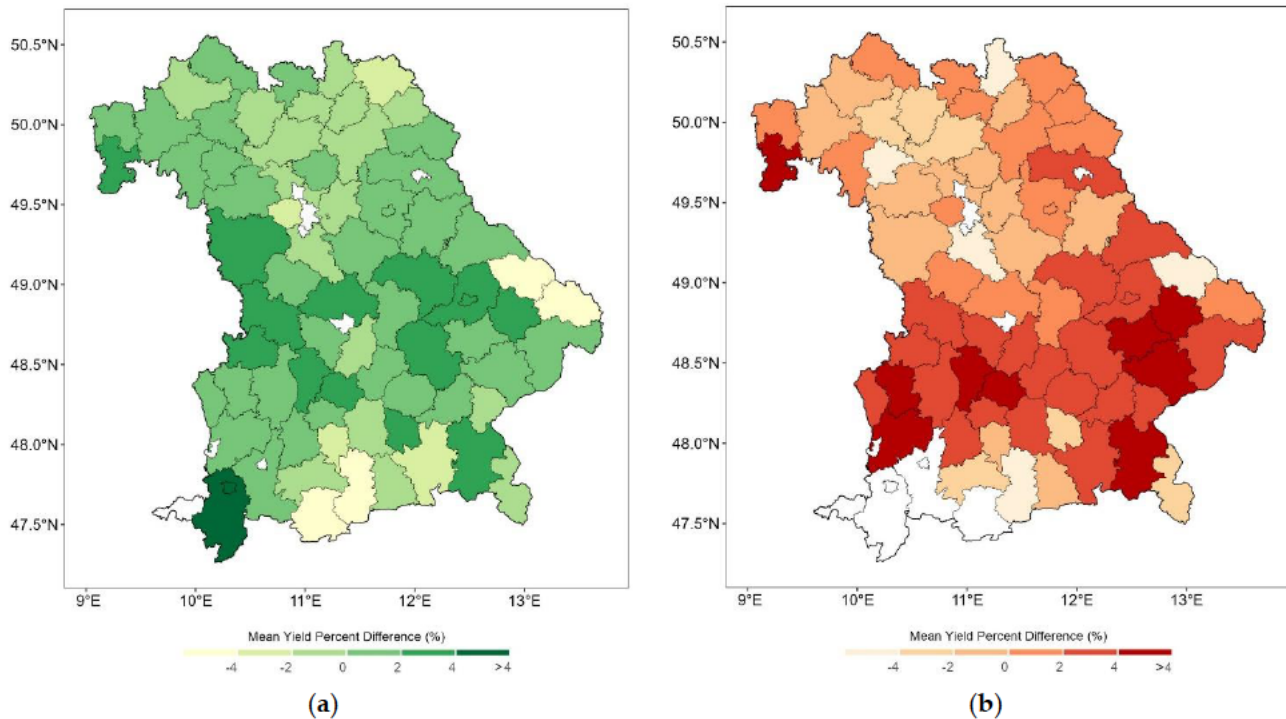 50.5°N
50.0°N
49.5°N
49.0°N
48.5°N
48.0°N
47.5°N
9°E 10°E 11°E 12°E 13°E
Mean Yield Percent Difference (%)
-4 -2 0 2 4 >4
(a)
50.5°N
50.0°N
49.5°N
49.0°N
48.5°N
48.0°N
47.5°N
9°E 10°E 11°E 12°E 13°E
Mean Yield Percent Difference (%)
-4 -2 0 2 4 >4
(b)